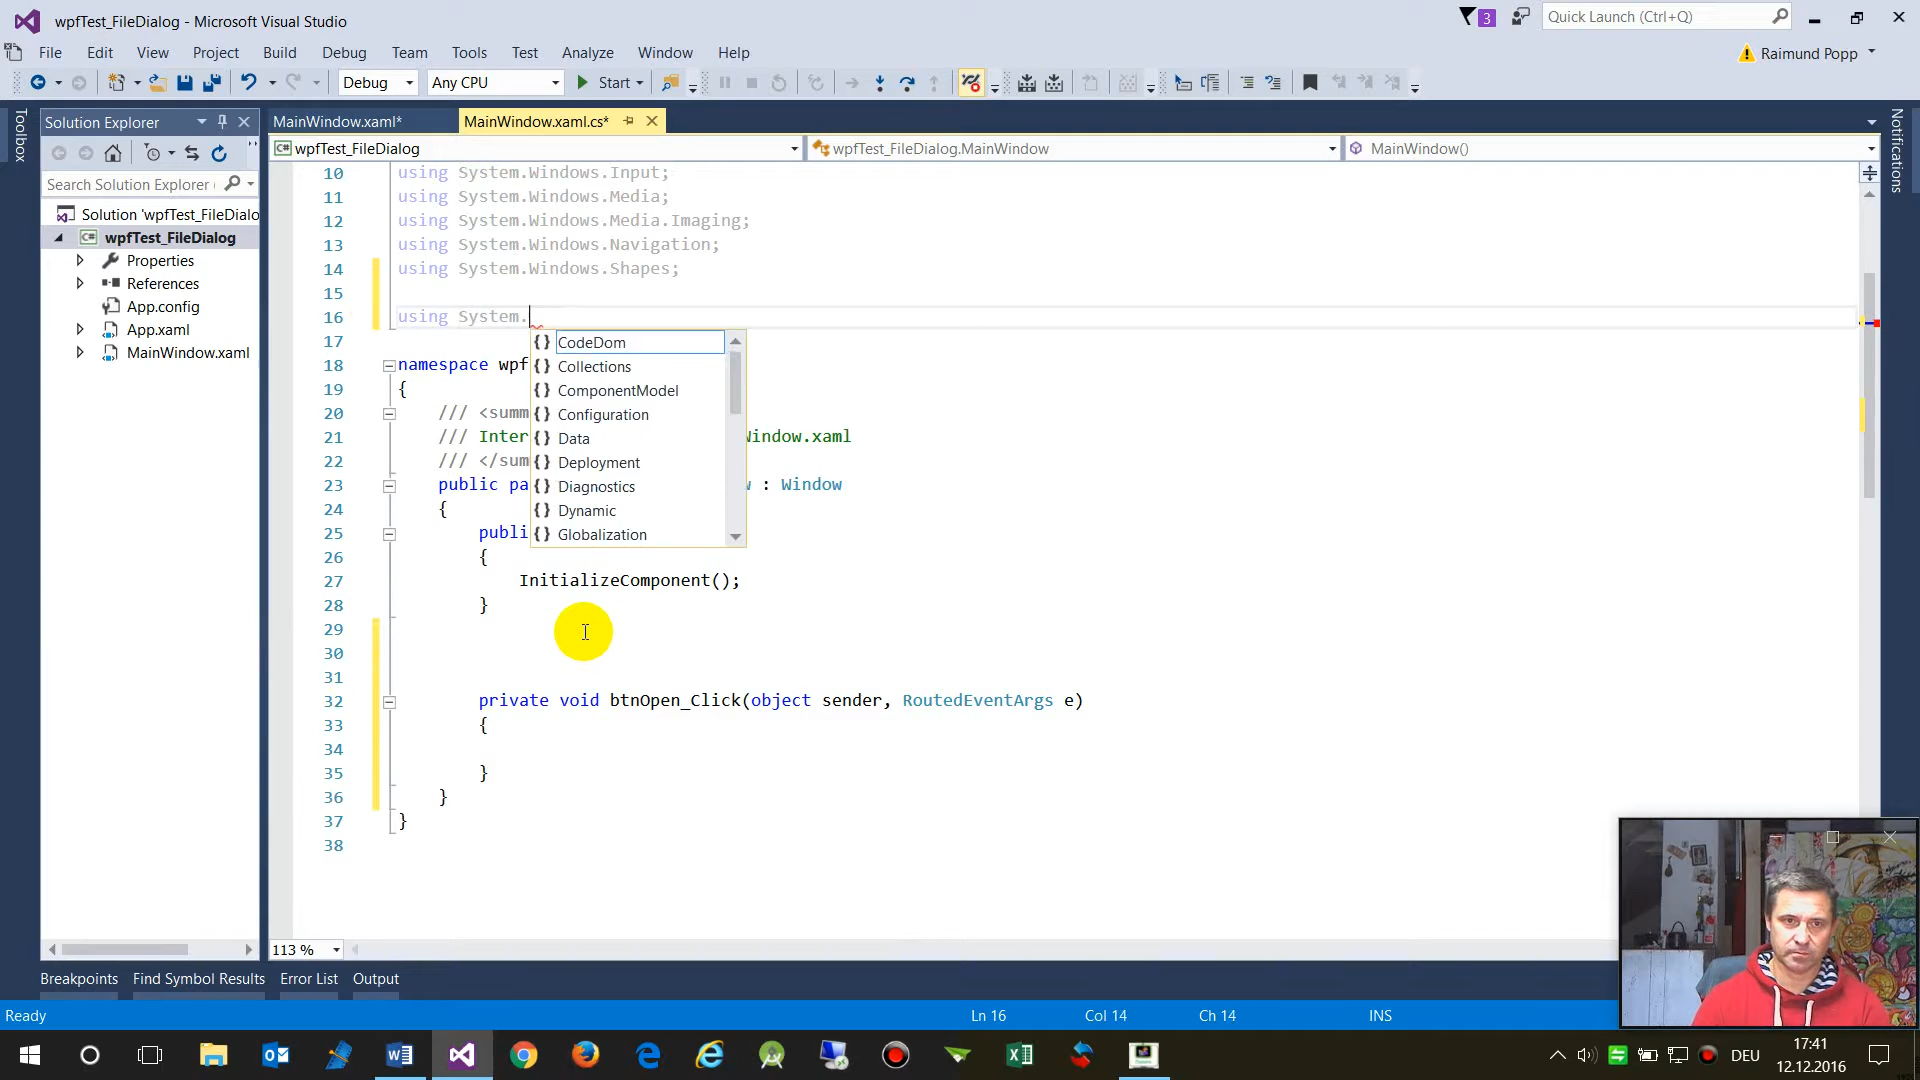 wpfTest_FileDialog - Microsoft Visual Studio
3
Quick Launch (Ctrl+Q)
File Edit View Project Build Debug Team Tools Test Analyze Window Help
Raimund Popp
Debug Any CPU Start
Toolbox
Solution Explorer
MainWindow.xaml*
MainWindow.xaml.cs*
Notifications
wpfTest_FileDialog
wpfTest_FileDialog.MainWindow
MainWindow()
Search Solution Explorer (
Solution 'wpfTest_FileDialo
wpfTest_FileDialog
Properties
References
App.config
App.xaml
MainWindow.xaml
10 using System.Windows.Input;
11 using System.Windows.Media;
12 using System.Windows.Media.Imaging;
13 using System.Windows.Navigation;
14 using System.Windows.Shapes;
15
16 using System.
17
18 namespace wpf
19 {
20 /// <summ
21 /// Inter Window.xaml
22 /// </summ
23 public pa w : Window
24 {
25 publi
26 {
27 InitializeComponent();
28 }
29
30
31
32 private void btnOpen_Click(object sender, RoutedEventArgs e)
33 {
34
35 }
36 }
37 }
38
{} CodeDom
{} Collections
{} ComponentModel
{} Configuration
{} Data
{} Deployment
{} Diagnostics
{} Dynamic
{} Globalization
113 %
Breakpoints Find Symbol Results Error List Output
Ready Ln 16 Col 14 Ch 14 INS
DEU
17:41
12.12.2016